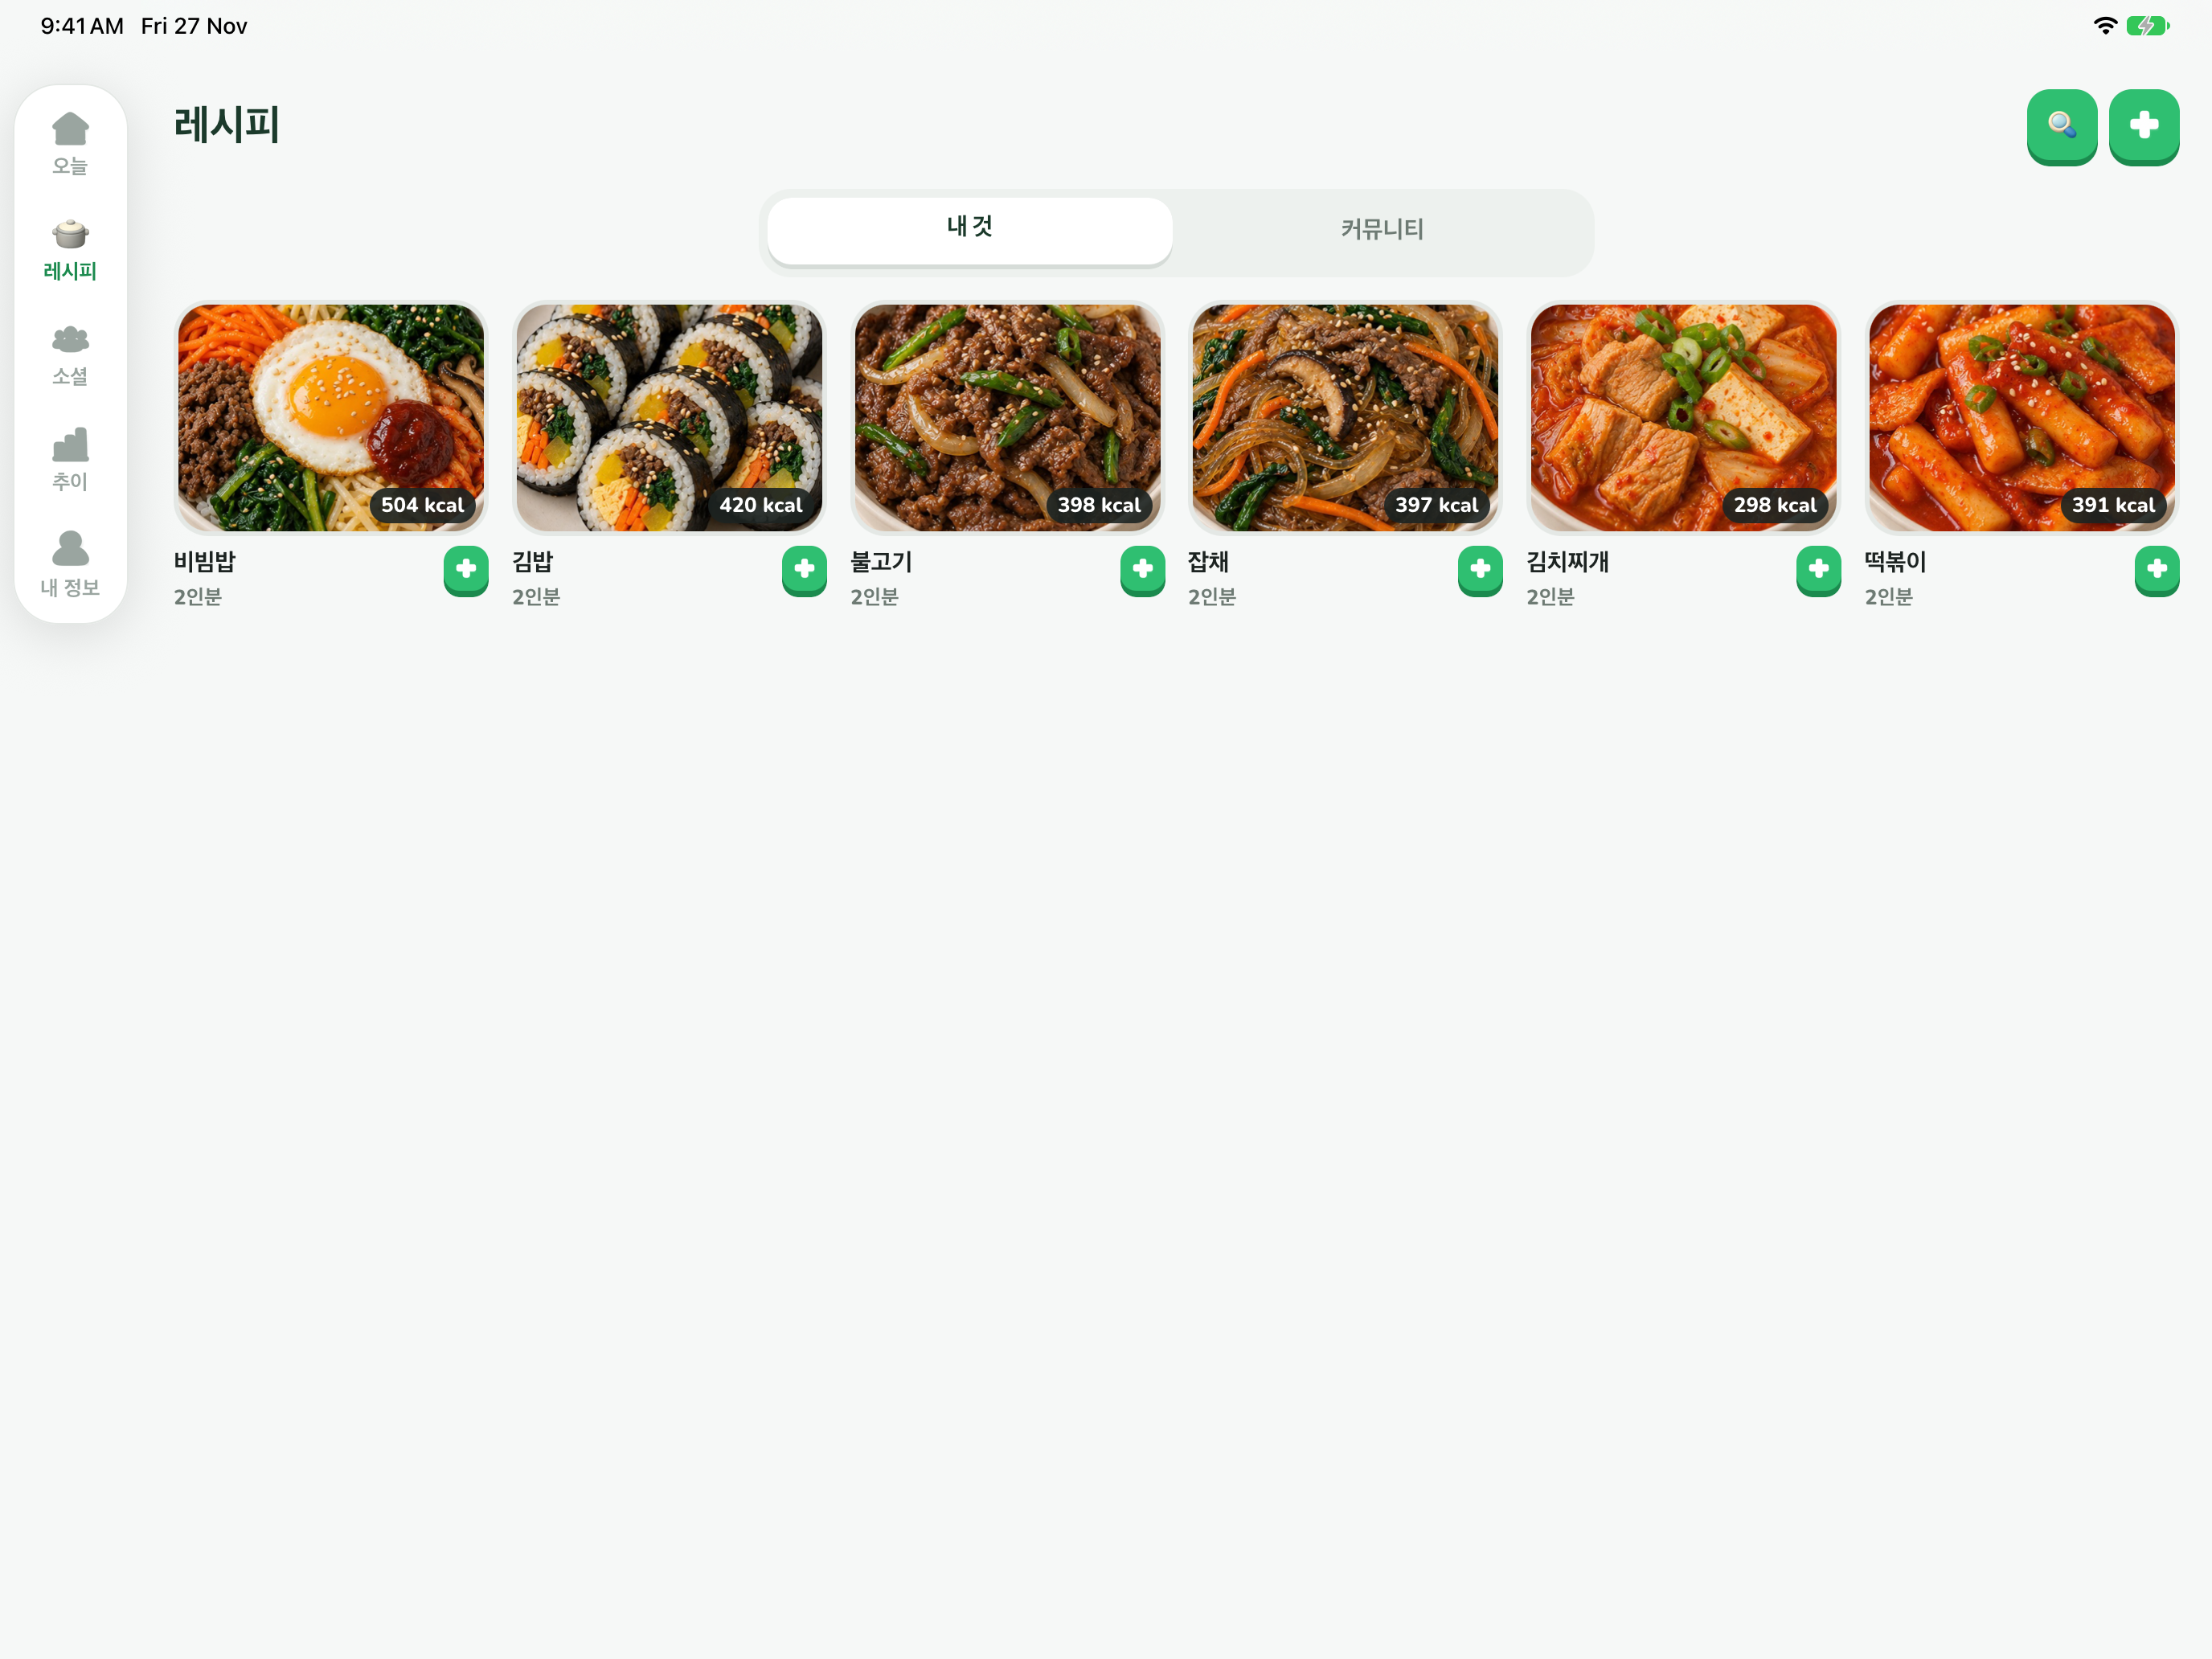 9:41 AM Fri 27 Nov
레시피
오늘
레시피
소셜
추이
내 정보
내 것
커뮤니티
504 kcal
420 kcal
398 kcal
397 kcal
298 kcal
391 kcal
비빔밥
2인분
김밥
2인분
불고기
2인분
잡채
2인분
김치찌개
2인분
떡볶이
2인분